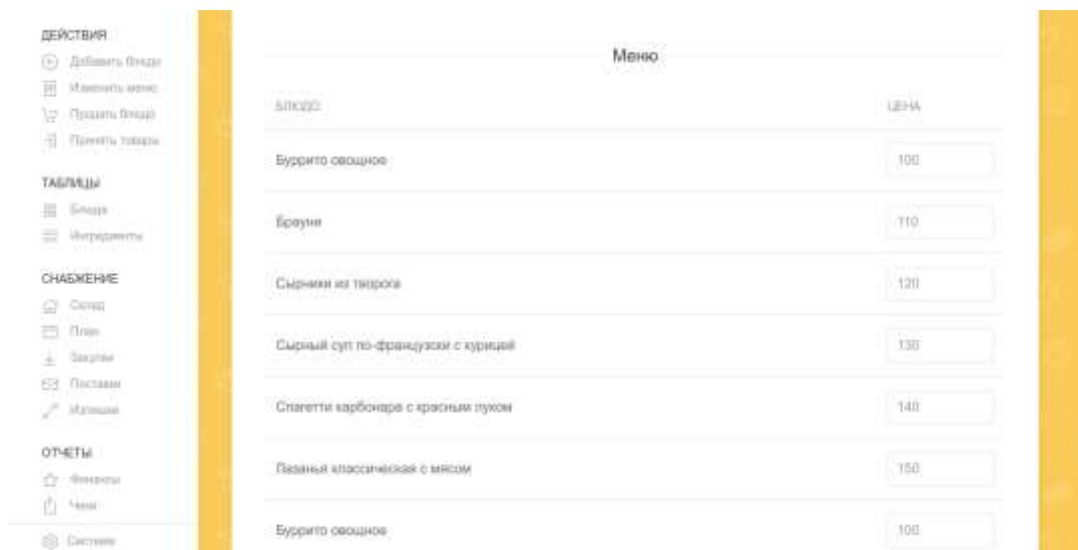 ДЕЙСТВИЯ
Добавить блюдо
Изменить меню
Продать блюдо
Принять товары
ТАБЛИЦЫ
Блюда
Ингредиенты
СНАБЖЕНИЕ
Склад
План
Закупки
Поставки
Излишки
ОТЧЕТЫ
Финансы
Чеки
Система
Меню
БЛЮДО ЦЕНА
Буррито овощное 100
Брауни 110
Сырники из творога 120
Сырный суп по-французски с курицей 130
Спагетти карбонара с красным луком 140
Лазанья классическая с мясом 150
Буррито овощное 100